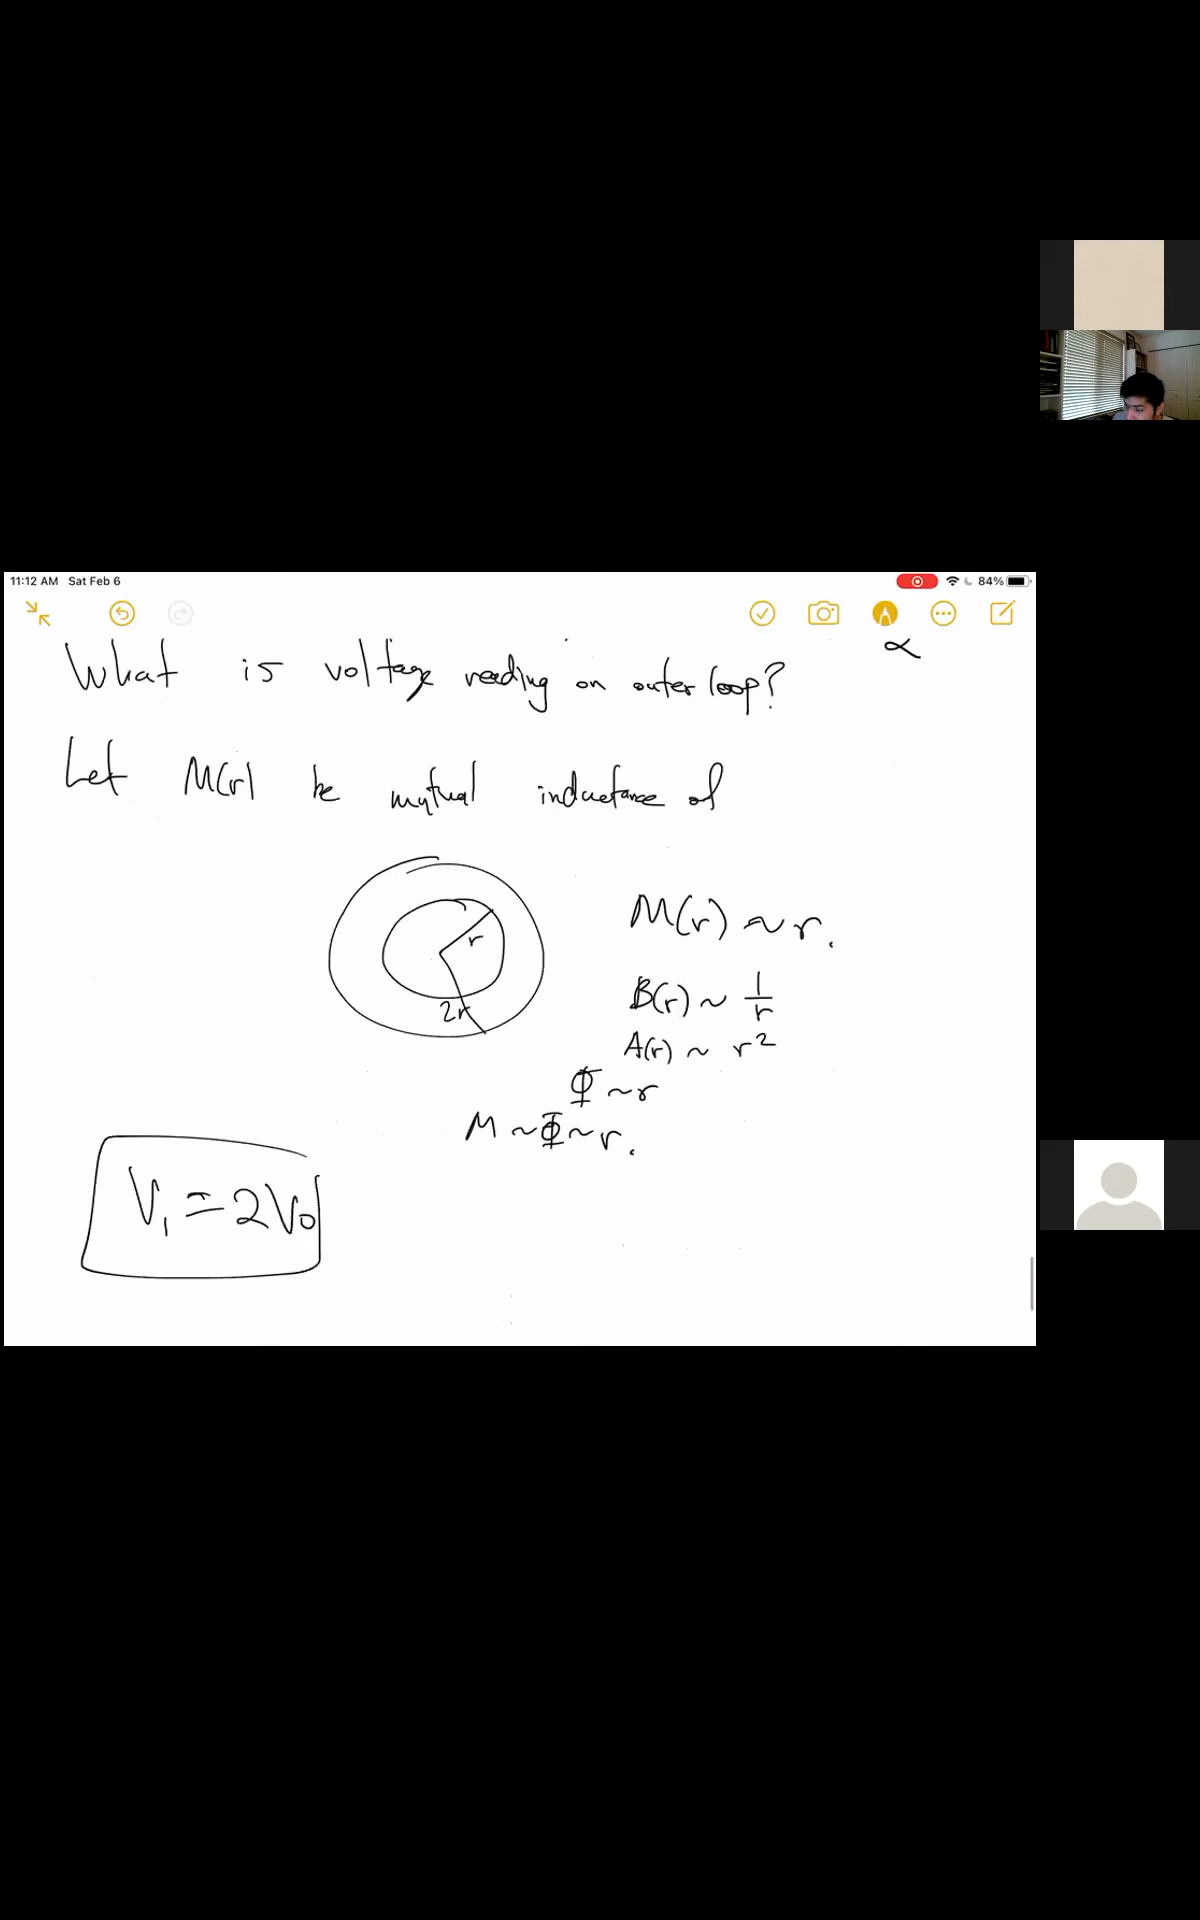 11:12 AM Sat Feb 6 84%
∝
What is voltage reading on outer loop?
Let M(r) be mutual inductance of
r
2r
M(r) ~ r.
B(r) ~ 1/r
A(r) ~ r²
Φ ~ r
M ~ Φ ~ r.
V₁ = 2V₀